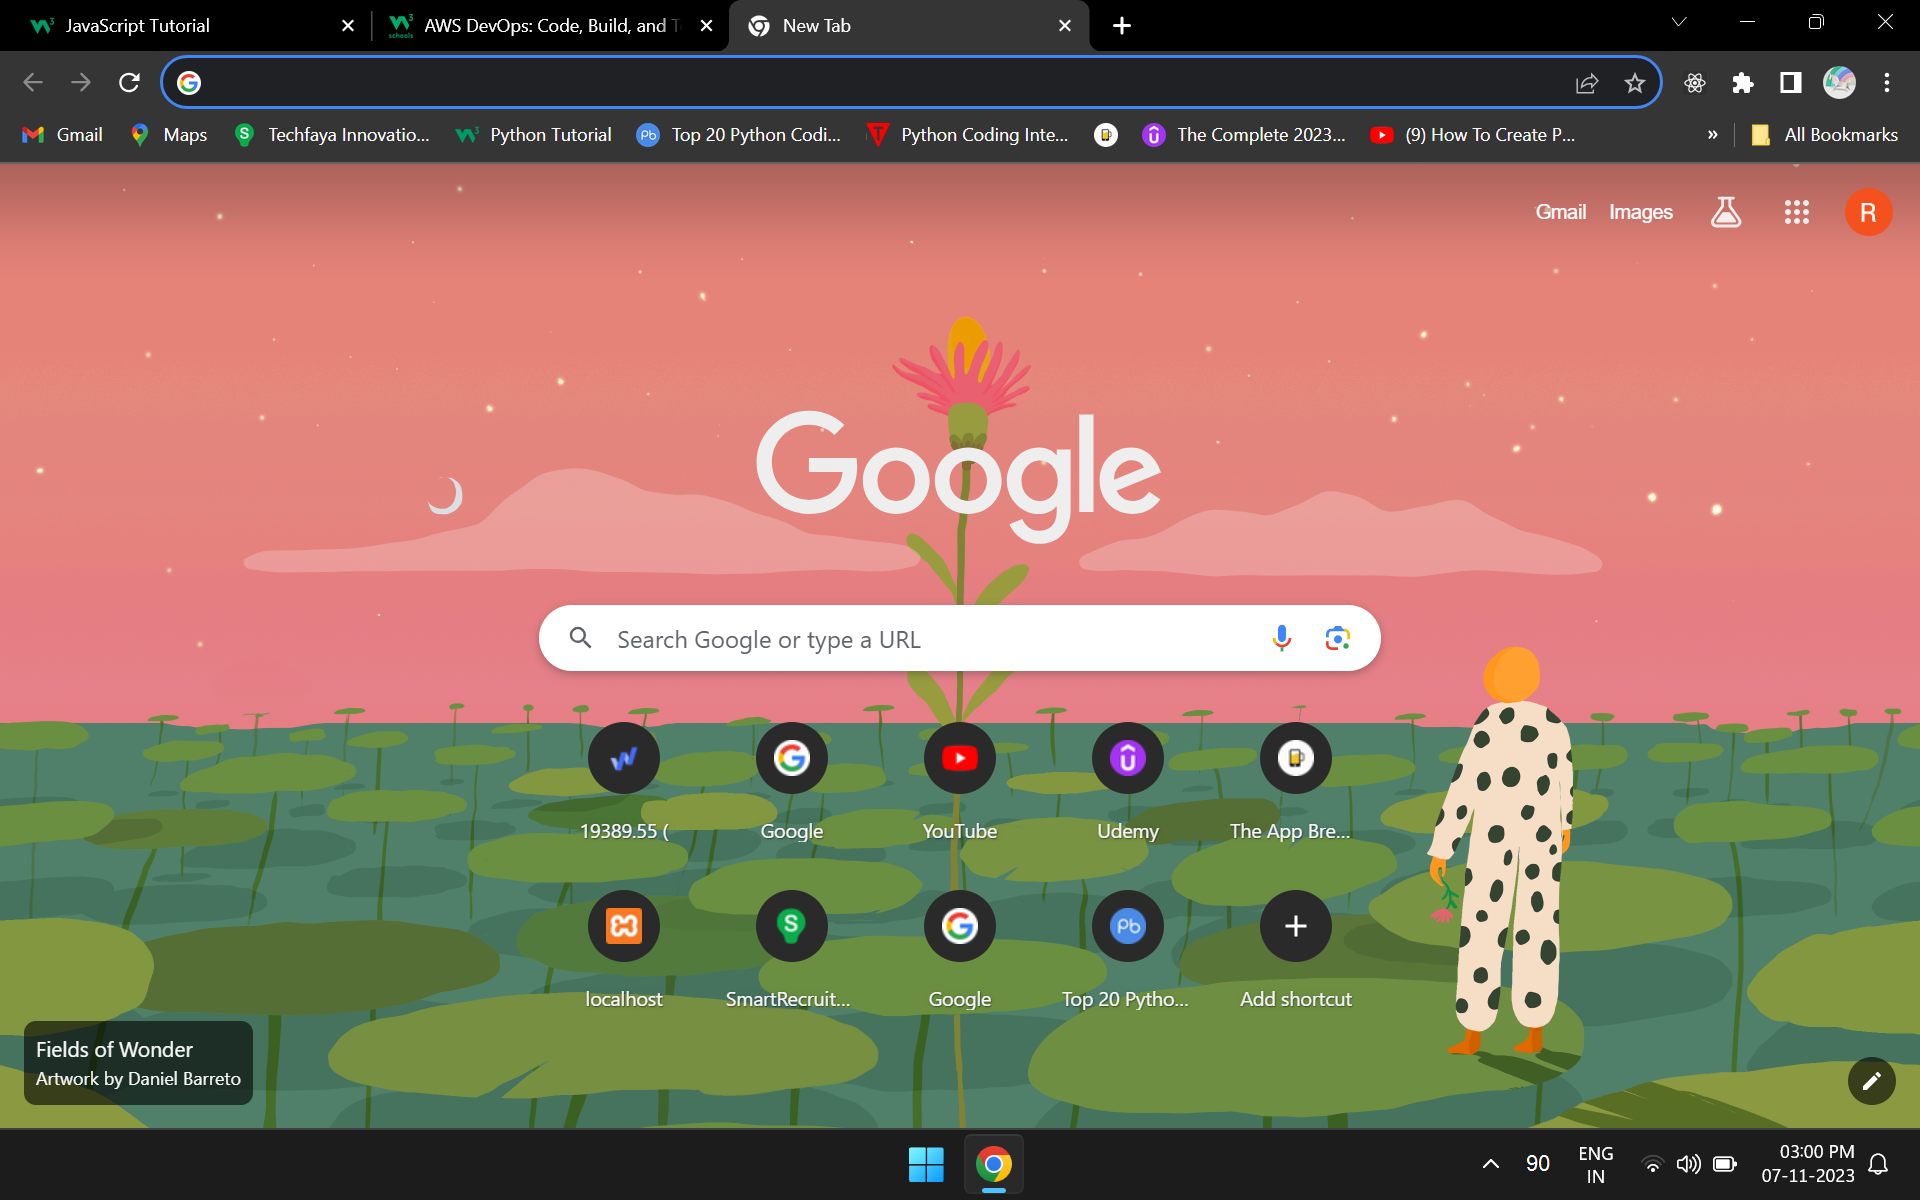 JavaScript Tutorial
AWS DevOps: Code, Build, and T
New Tab
Gmail
Maps
Techfaya Innovatio...
Python Tutorial
Top 20 Python Codi...
Python Coding Inte...
The Complete 2023...
(9) How To Create P...
»
All Bookmarks
Gmail
Images
R
Google
Search Google or type a URL
19389.55 (
Google
YouTube
Udemy
The App Bre...
localhost
SmartRecruit...
Google
Top 20 Pytho...
Add shortcut
Fields of Wonder
Artwork by Daniel Barreto
90
ENG
IN
03:00 PM
07-11-2023